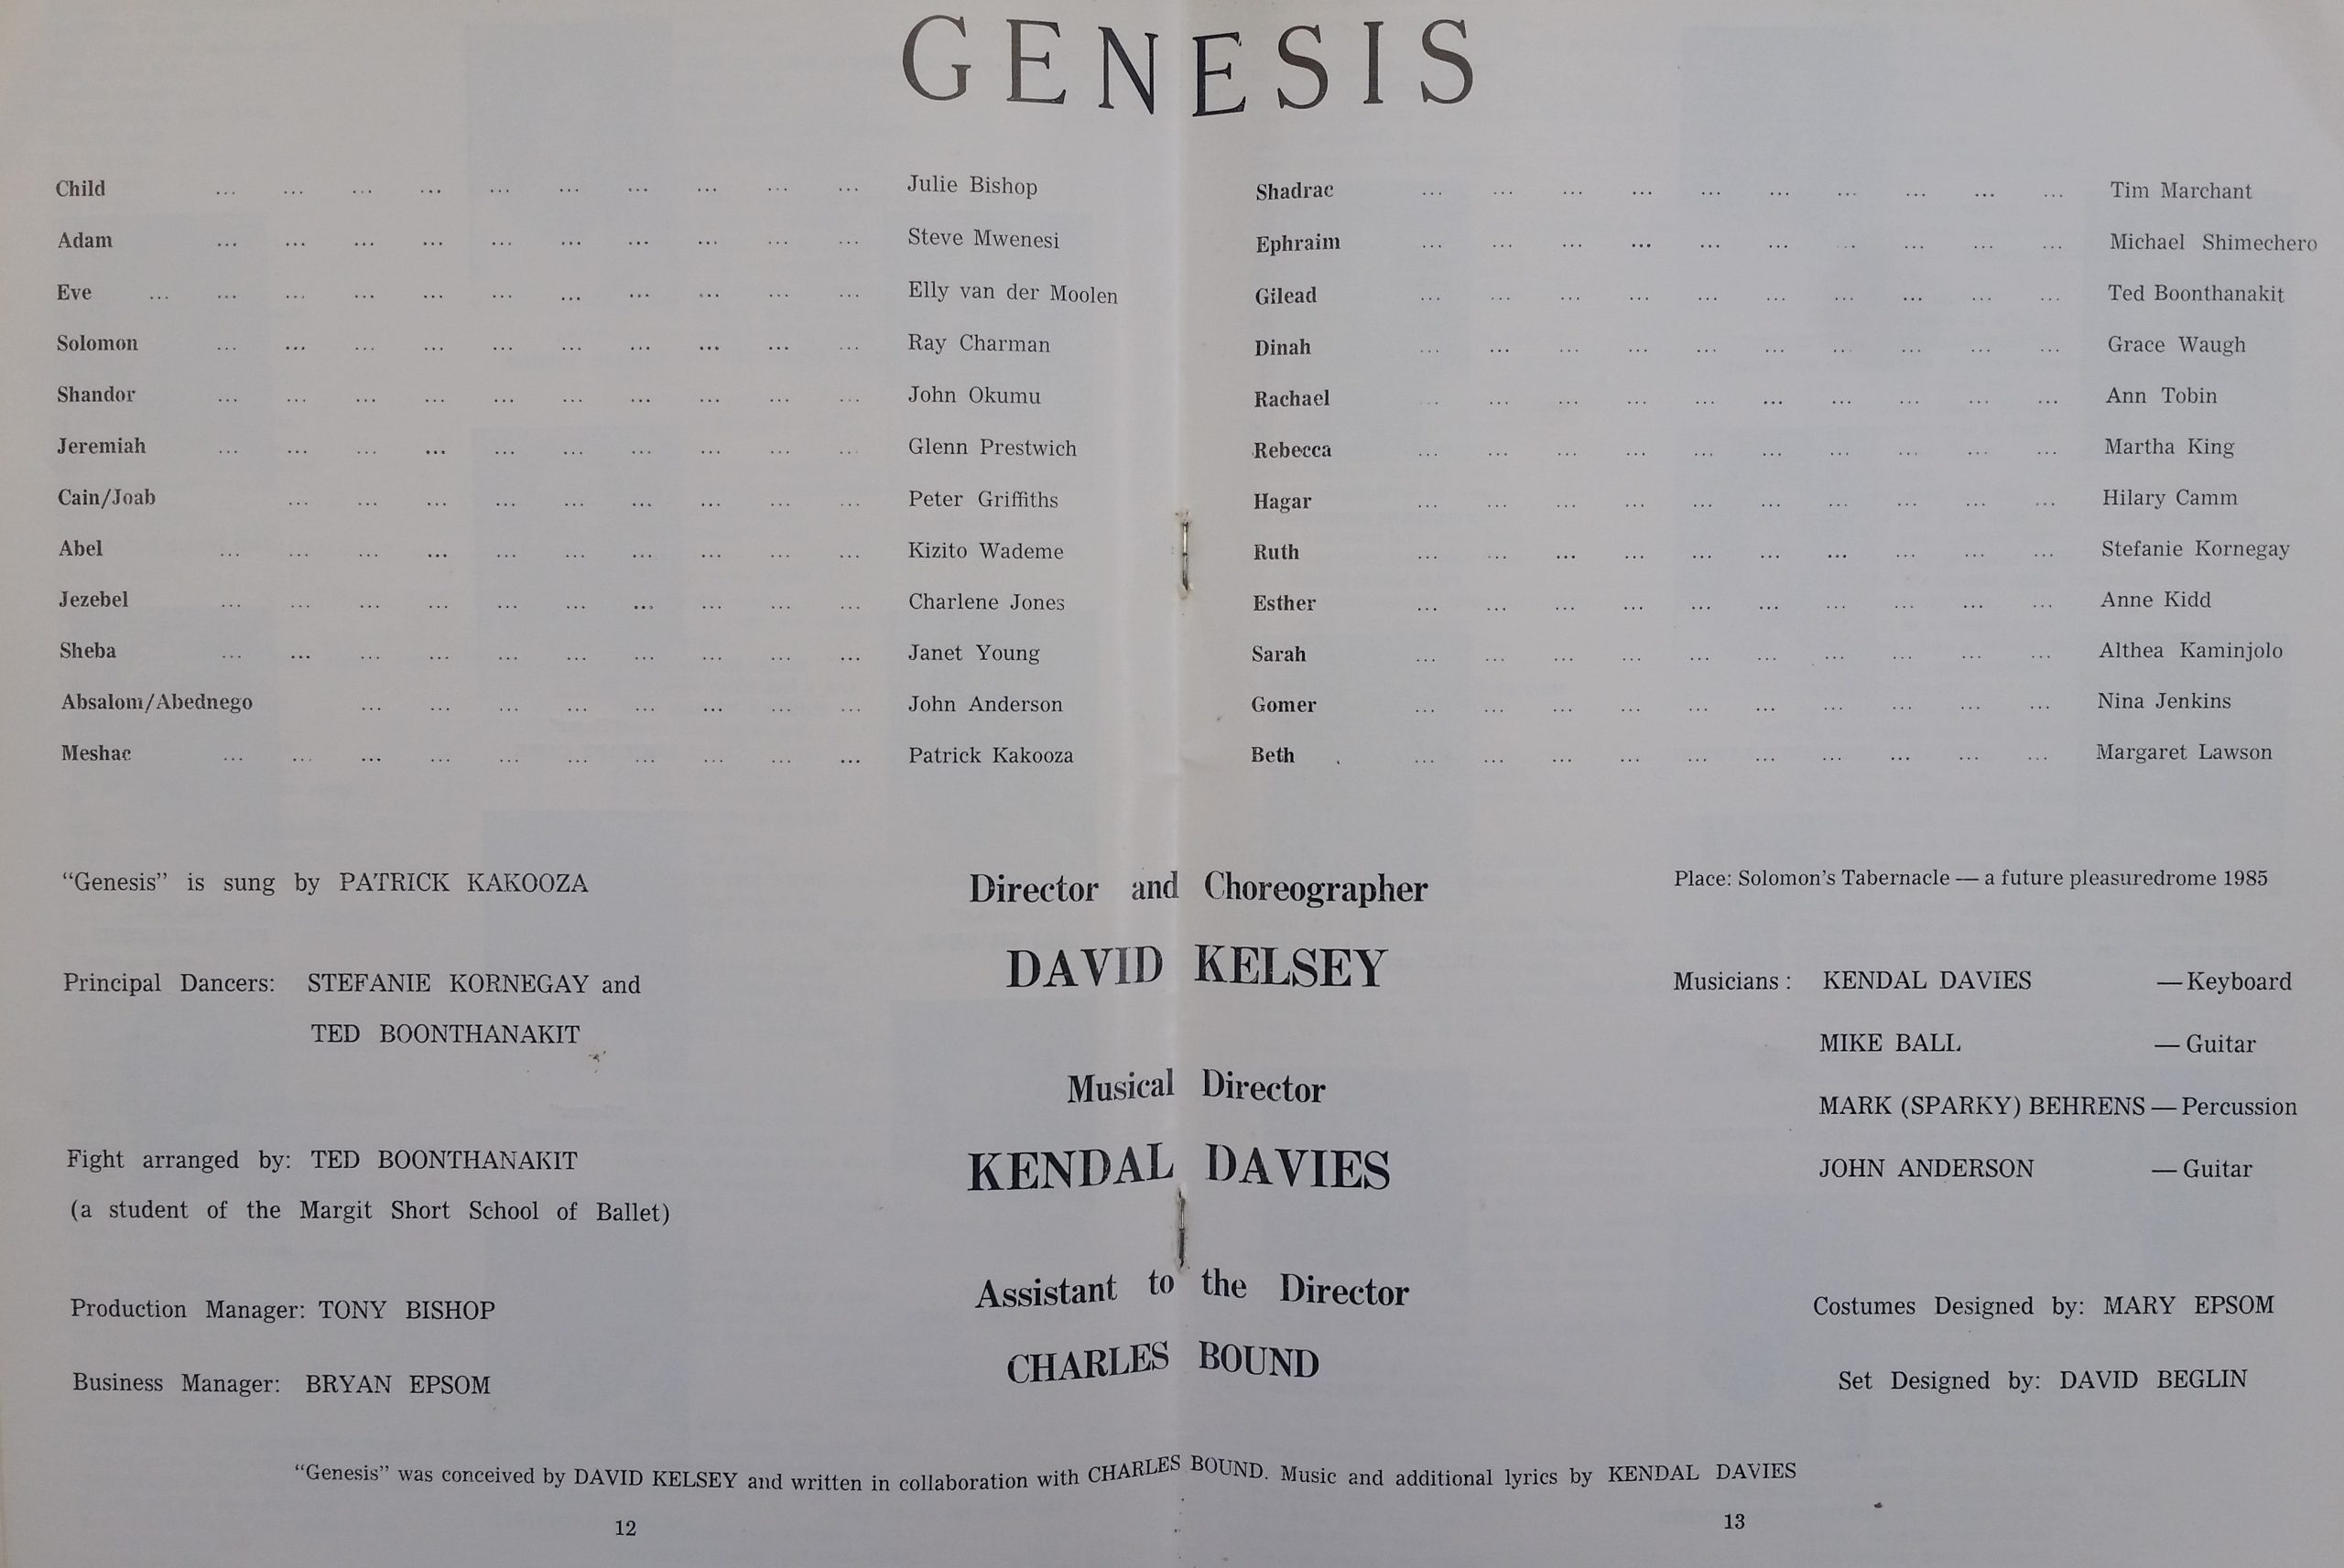 GENESIS
Child ... ... ... ... ... ... ... ... ... ... Julie Bishop
Adam ... ... ... ... ... ... ... ... ... ... Steve Mwenesi
Eve ... ... ... ... ... ... ... ... ... ... ... Elly van der Moolen
Solomon ... ... ... ... ... ... ... ... ... ... Ray Charman
Shandor ... ... ... ... ... ... ... ... ... ... John Okumu
Jeremiah ... ... ... ... ... ... ... ... ... ... Glenn Prestwich
Cain/Joab ... ... ... ... ... ... ... ... ... Peter Griffiths
Abel ... ... ... ... ... ... ... ... ... ... Kizito Wademe
Jezebel ... ... ... ... ... ... ... ... ... ... Charlene Jones
Sheba ... ... ... ... ... ... ... ... ... ... Janet Young
Absalom/Abednego ... ... ... ... ... ... ... ... John Anderson
Meshac ... ... ... ... ... ... ... ... ... ... Patrick Kakooza
Shadrac ... ... ... ... ... ... ... ... ... ... Tim Marchant
Ephraim ... ... ... ... ... ... ... ... ... ... Michael Shimechero
Gilead ... ... ... ... ... ... ... ... ... ... Ted Boonthanakit
Dinah ... ... ... ... ... ... ... ... ... ... Grace Waugh
Rachael ... ... ... ... ... ... ... ... ... ... Ann Tobin
Rebecca ... ... ... ... ... ... ... ... ... ... Martha King
Hagar ... ... ... ... ... ... ... ... ... ... Hilary Camm
Ruth ... ... ... ... ... ... ... ... ... ... Stefanie Kornegay
Esther ... ... ... ... ... ... ... ... ... ... Anne Kidd
Sarah ... ... ... ... ... ... ... ... ... ... Althea Kaminjolo
Gomer ... ... ... ... ... ... ... ... ... ... Nina Jenkins
Beth . ... ... ... ... ... ... ... ... ... ... Margaret Lawson
“Genesis” is sung by PATRICK KAKOOZA
Principal Dancers: STEFANIE KORNEGAY and
TED BOONTHANAKIT
Fight arranged by: TED BOONTHANAKIT
(a student of the Margit Short School of Ballet)
Production Manager: TONY BISHOP
Business Manager: BRYAN EPSOM
Director and Choreographer
DAVID KELSEY
Musical Director
KENDAL DAVIES
Assistant to the Director
CHARLES BOUND
Place: Solomon’s Tabernacle — a future pleasuredrome 1985
Musicians : KENDAL DAVIES — Keyboard
MIKE BALL — Guitar
MARK (SPARKY) BEHRENS — Percussion
JOHN ANDERSON — Guitar
Costumes Designed by: MARY EPSOM
Set Designed by: DAVID BEGLIN
“Genesis” was conceived by DAVID KELSEY and written in collaboration with CHARLES BOUND. Music and additional lyrics by KENDAL DAVIES
12
13